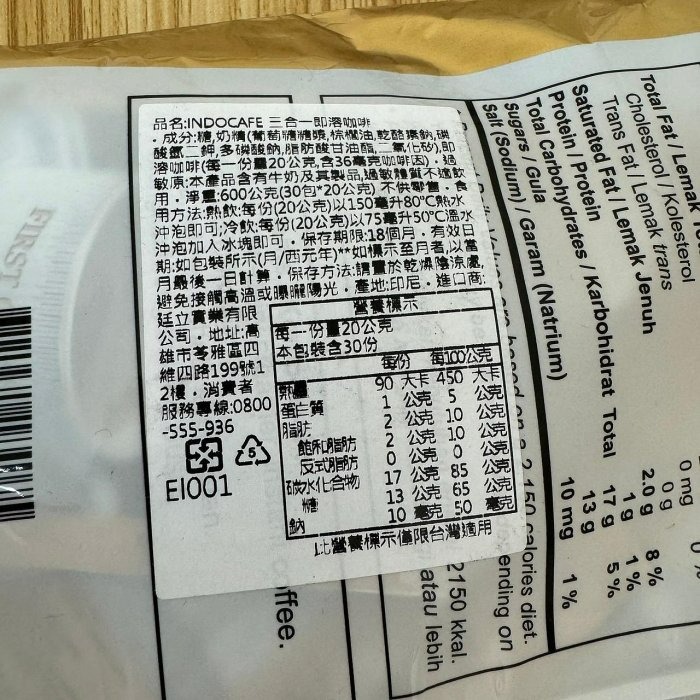 品名:INDOCAFE 三合一即溶咖啡
．成分:糖,奶精(葡萄糖糖漿,棕櫚油,乾酪素鈉,磷
酸氫二鉀,多磷酸鈉,脂肪酸甘油酯,二氧化矽),即
溶咖啡(每一份量20公克,含36毫克咖啡因)．過
敏原:本產品含有牛奶及其製品,過敏體質不適飲
用．淨重:600公克(30包*20公克) 不供零售．食
用方法:熱飲:每份(20公克)以150毫升80°C熱水
沖泡即可;冷飲:每份(20公克)以75毫升50°C溫水
沖泡加入冰塊即可．保存期限:18個月．有效日
期:如包裝所示(月/西元年)**如標示至月者,以當
月最後一日計算．保存方法:請置於乾燥陰涼處,
避免接觸高溫或曝曬陽光．產地:印尼．進口商:
廷立實業有限
公司．地址:高
雄市苓雅區四
維四路199號1
2樓．消費者
服務專線:0800
-555-936
5
EI001
營養標示
每一份量20公克
本包裝含30份
每份 每100公克
熱量 90 大卡 450 大卡
蛋白質 1 公克 5 公克
脂肪 2 公克 10 公克
飽和脂肪 2 公克 10 公克
反式脂肪 0 公克 0 公克
碳水化合物 17 公克 85 公克
糖 13 公克 65 公克
鈉 10 毫克 50 毫克
比營養標示僅限台灣適用
Total Fat / Lemak
Cholesterol / Kolesterol 0 mg 0%
Trans Fat / Lemak trans 0 g
Saturated Fat / Lemak Jenuh 2.0 g 8%
Protein / Protein 1 g 1%
Total Carbohydrates / Karbohidrat Total 17 g 5%
Sugars / Gula 13 g
Salt (Sodium) / Garam (Natrium) 10 mg 1%
based on a 2,150 calories diet.
ending on
2150 kkal.
atau lebih
offee.
FIRST